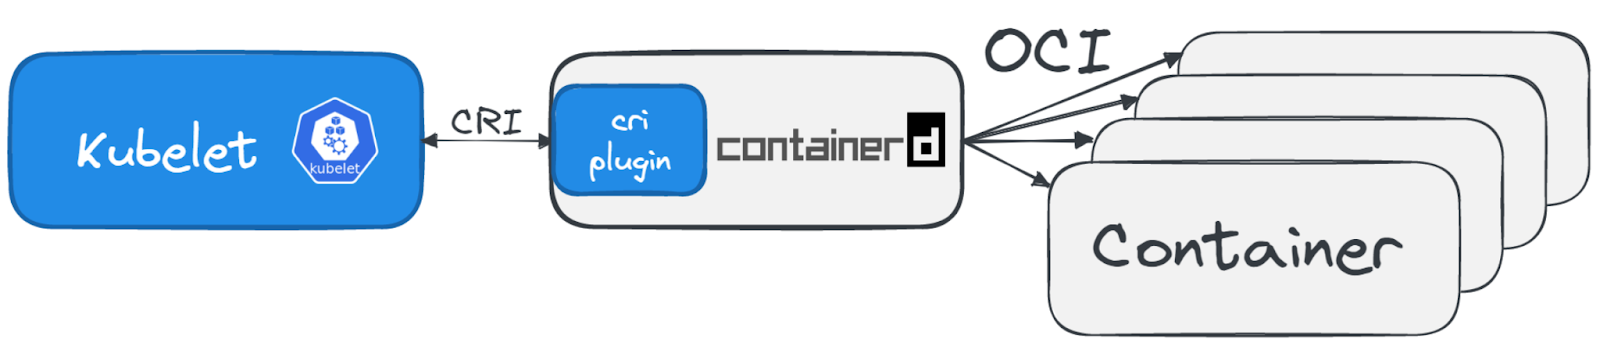 Kubelet
kubelet
CRI
cri
plugin
containerd
OCI
Container